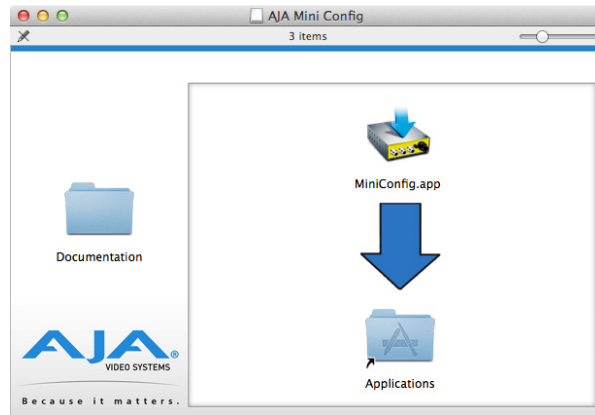 AJA Mini Config
3 items
MiniConfig.app
Documentation
Applications
AJA®
VIDEO SYSTEMS
Because it matters.